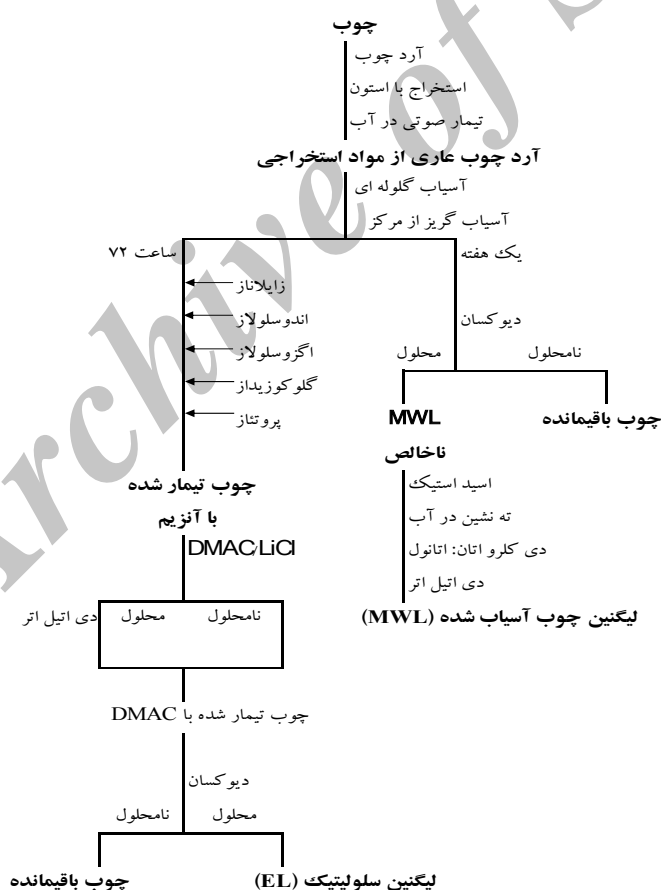 چوب
آرد چوب
استخراج با استون
تیمار صوتی در آب
آرد چوب عاری از مواد استخراجی
آسیاب گلوله ای
آسیاب گریز از مرکز
یک هفته
۷۲ ساعت
زایلاناز
اندوسلولاز
اگزوسلولاز
گلوکوزیداز
پروتئاز
دیوکسان
نامحلول
محلول
چوب باقیمانده
MWL
ناخالص
اسید استیک
ته نشین در آب
دی کلرو اتان: اتانول
دی اتیل اتر
لیگنین چوب آسیاب شده (MWL)
چوب تیمار شده
با آنزیم
DMAC/LiCl
نامحلول
محلول
دی اتیل اتر
چوب تیمار شده با DMAC
دیوکسان
محلول
نامحلول
لیگنین سلولیتیک (EL)
چوب باقیمانده
Archive of S